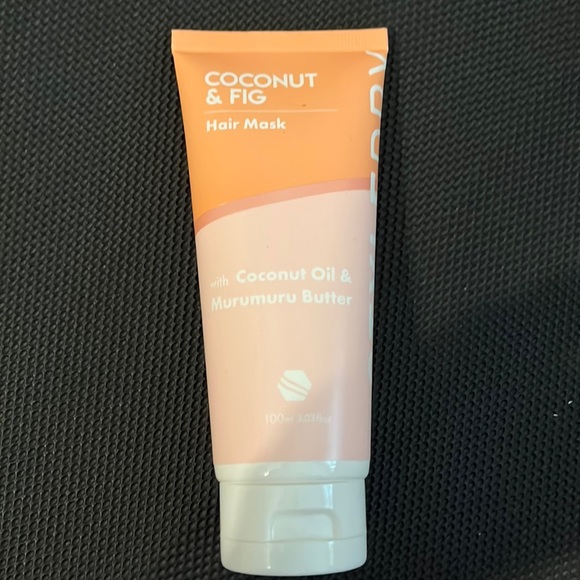 COCONUT
& FIG
Hair Mask
with Coconut Oil &
Murumuru Butter
100ml